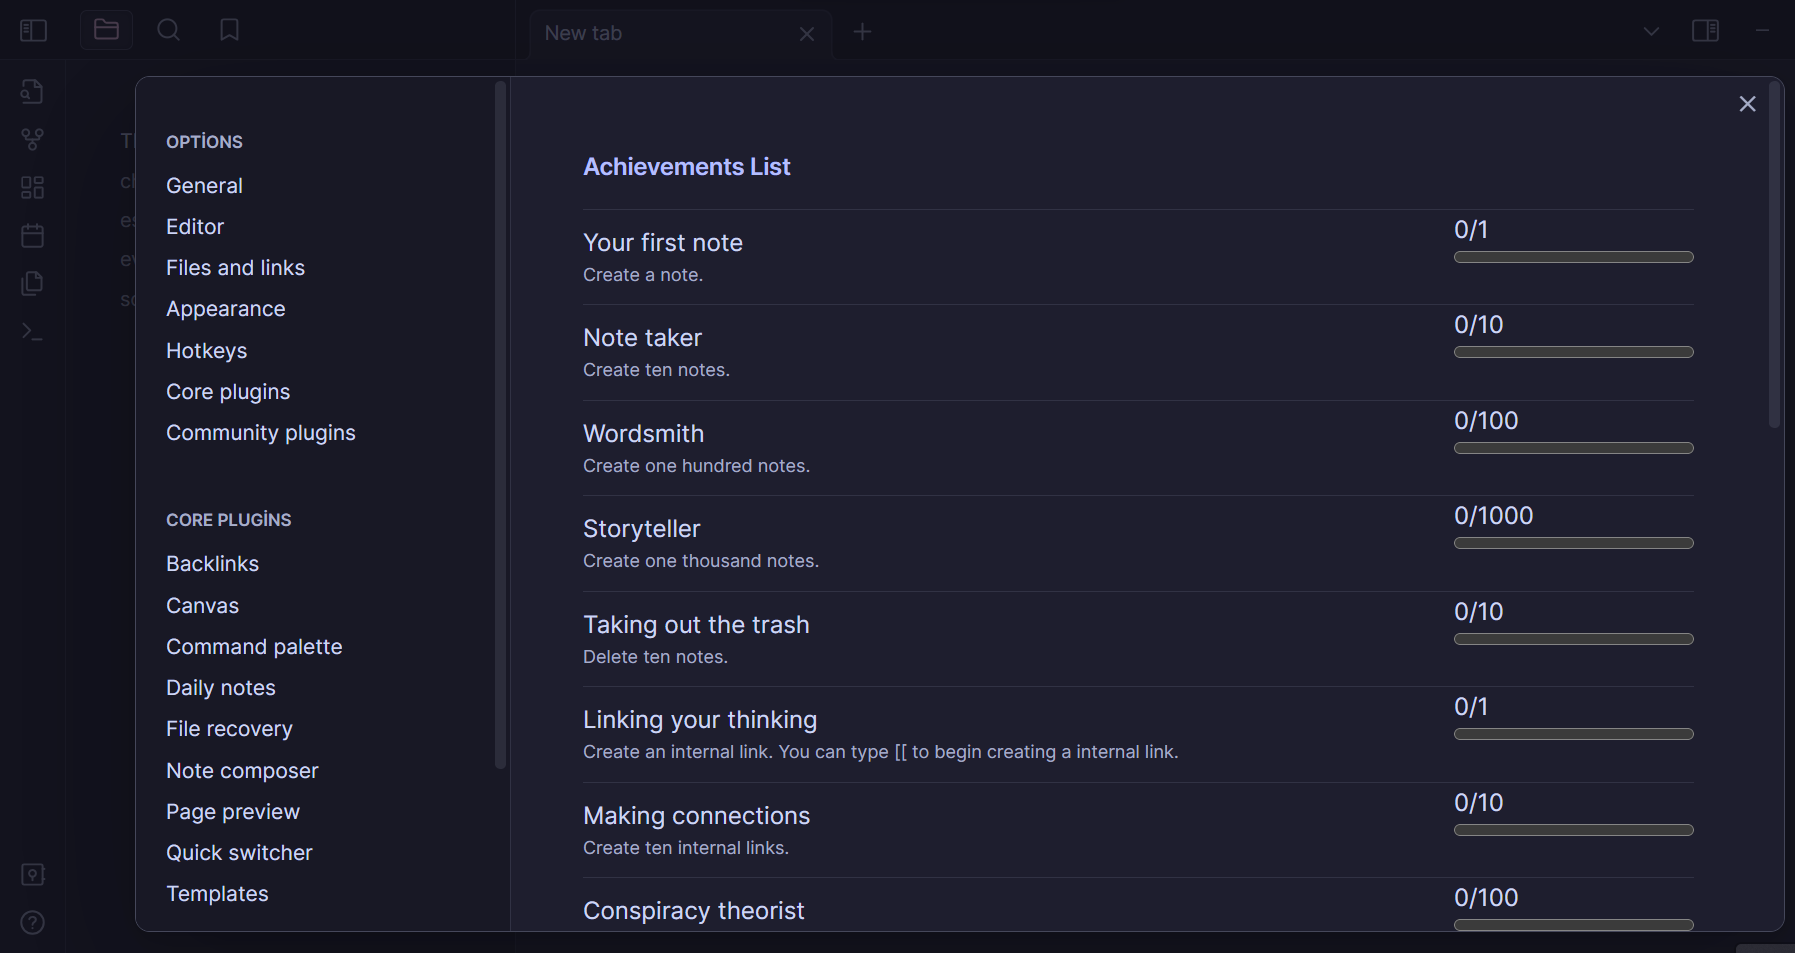 New tab
OPTİONS
General
Editor
Files and links
Appearance
Hotkeys
Core plugins
Community plugins
CORE PLUGİNS
Backlinks
Canvas
Command palette
Daily notes
File recovery
Note composer
Page preview
Quick switcher
Templates
Achievements List
Your first note
Create a note.
0/1
Note taker
Create ten notes.
0/10
Wordsmith
Create one hundred notes.
0/100
Storyteller
Create one thousand notes.
0/1000
Taking out the trash
Delete ten notes.
0/10
Linking your thinking
Create an internal link. You can type [[ to begin creating a internal link.
0/1
Making connections
Create ten internal links.
0/10
Conspiracy theorist
0/100